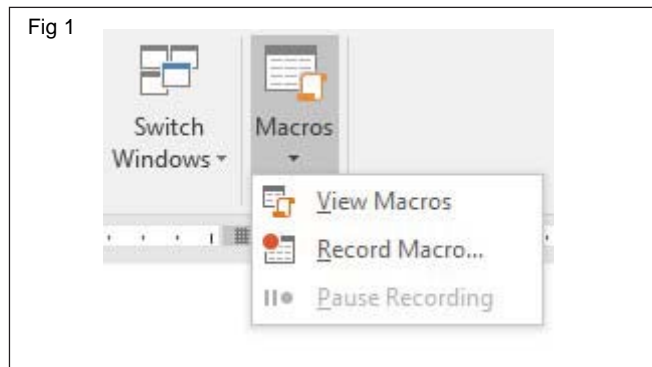 Fig 1
Switch
Windows
Macros
View Macros
Record Macro...
Pause Recording